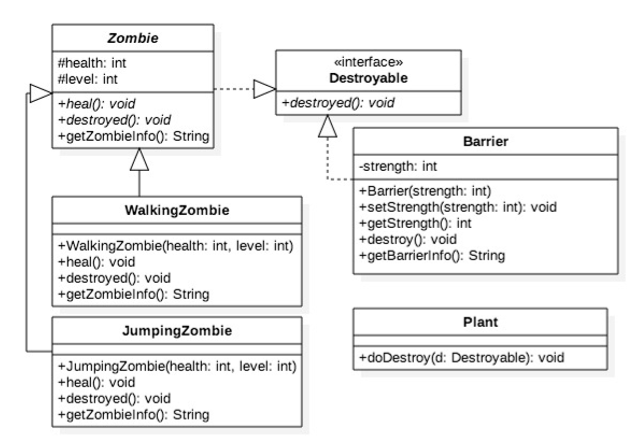 Zombie
#health: int
#level: int
+heal(): void
+destroyed(): void
+getZombieInfo(): String
«interface»
Destroyable
+destroyed(): void
Barrier
-strength: int
+Barrier(strength: int)
+setStrength(strength: int): void
+getStrength(): int
+destroy(): void
+getBarrierInfo(): String
WalkingZombie
+WalkingZombie(health: int, level: int)
+heal(): void
+destroyed(): void
+getZombieInfo(): String
JumpingZombie
+JumpingZombie(health: int, level: int)
+heal(): void
+destroyed(): void
+getZombieInfo(): String
Plant
+doDestroy(d: Destroyable): void